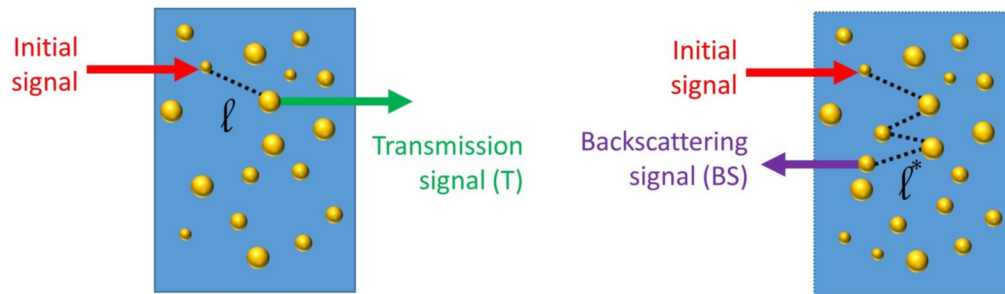 Initial
signal
ℓ
Transmission
signal (T)
Initial
signal
Backscattering
signal (BS)
ℓ*